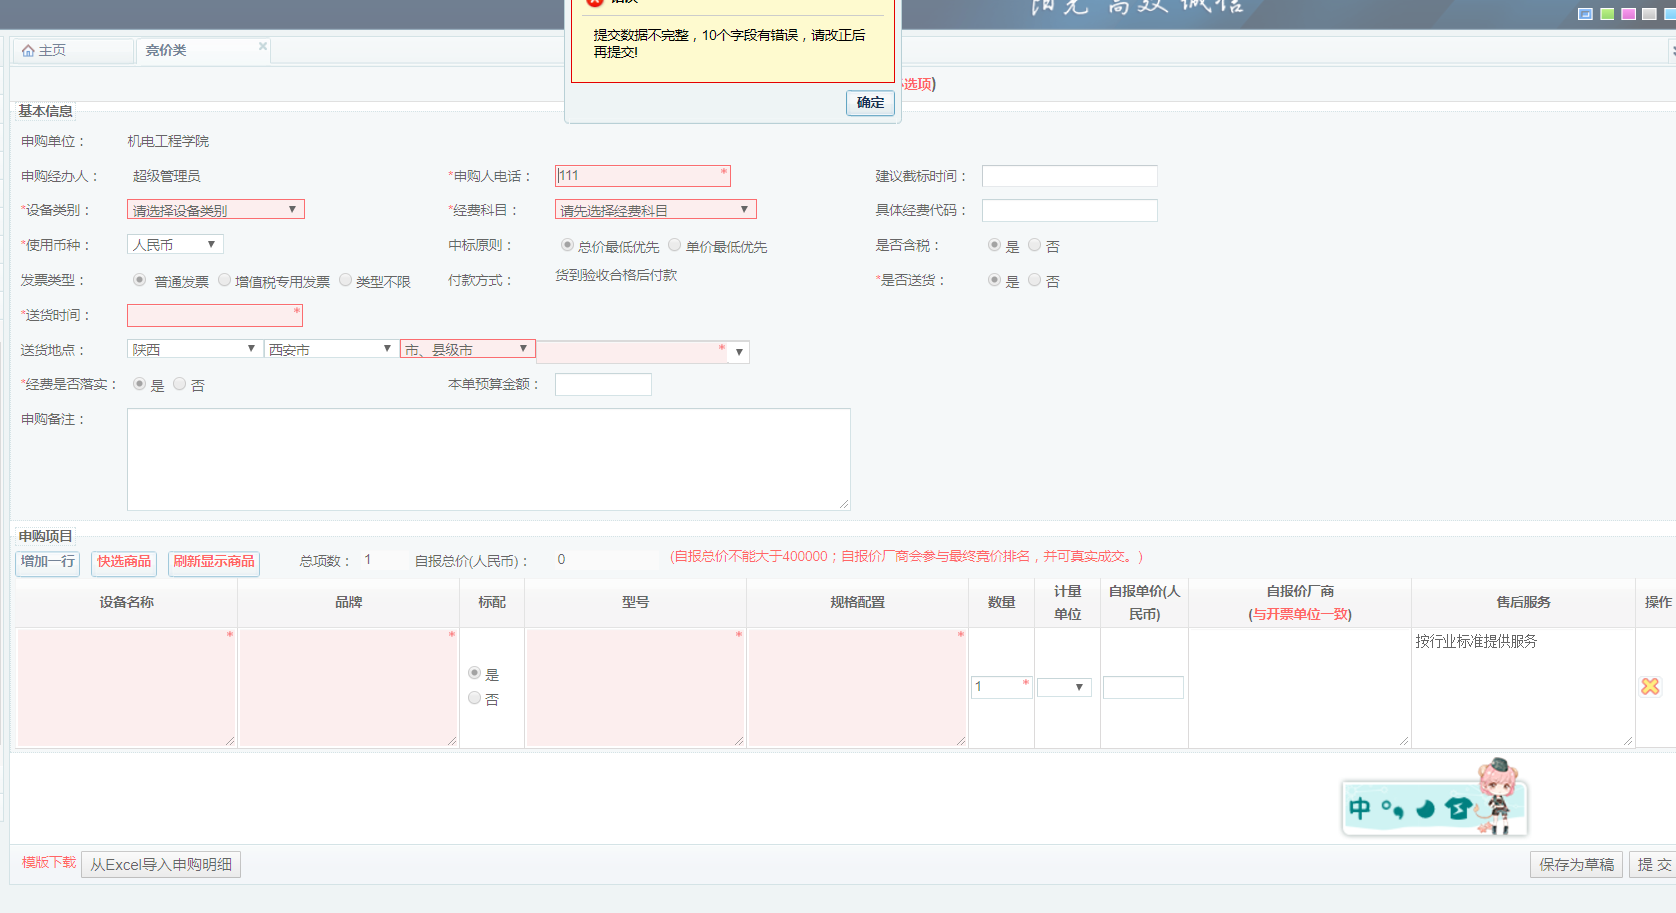 阳光 高效 诚信
错误
提交数据不完整，10个字段有错误，请改正后
再提交!
确定
主页
竞价类
选项)
基本信息
申购单位： 机电工程学院
申购经办人： 超级管理员 *申购人电话： 111 * 建议截标时间：
*设备类别： 请选择设备类别 *经费科目： 请先选择经费科目 具体经费代码：
*使用币种： 人民币 中标原则： 总价最低优先 单价最低优先 是否含税： 是 否
发票类型： 普通发票 增值税专用发票 类型不限 付款方式： 货到验收合格后付款 *是否送货： 是 否
*送货时间： *
送货地点： 陕西 西安市 市、县级市 *
*经费是否落实： 是 否 本单预算金额：
申购备注：
申购项目
增加一行 快选商品 刷新显示商品 总项数： 1 自报总价(人民币)： 0 (自报总价不能大于400000；自报价厂商会参与最终竞价排名，并可真实成交。)
设备名称 品牌 标配 型号 规格配置 数量 计量单位 自报单价(人民币) 自报价厂商(与开票单位一致) 售后服务 操作
* * 是 * * 1 * 按行业标准提供服务
否
中
模版下载 从Excel导入申购明细 保存为草稿 提 交